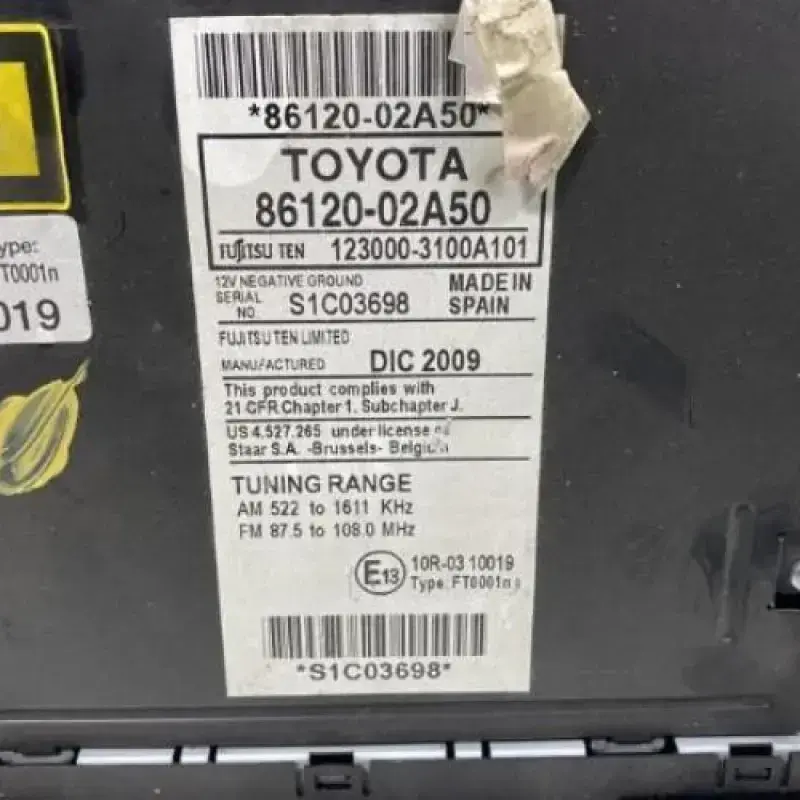 *86120-02A50*
TOYOTA
86120-02A50
FUJITSU TEN 123000-3100A101
12V NEGATIVE GROUND
SERIAL NO. S1C03698
MADE IN SPAIN
FUJITSU TEN LIMITED
MANUFACTURED DIC 2009
This product complies with
21 CFR Chapter 1, Subchapter J.
US 4.527.265 under license
Staar S.A. -Brussels- Belgium
TUNING RANGE
AM 522 to 1611 KHz
FM 87.5 to 108.0 MHz
E13 10R-03 10019
Type: FT0001n
*S1C03698*
ype:
T0001n
019